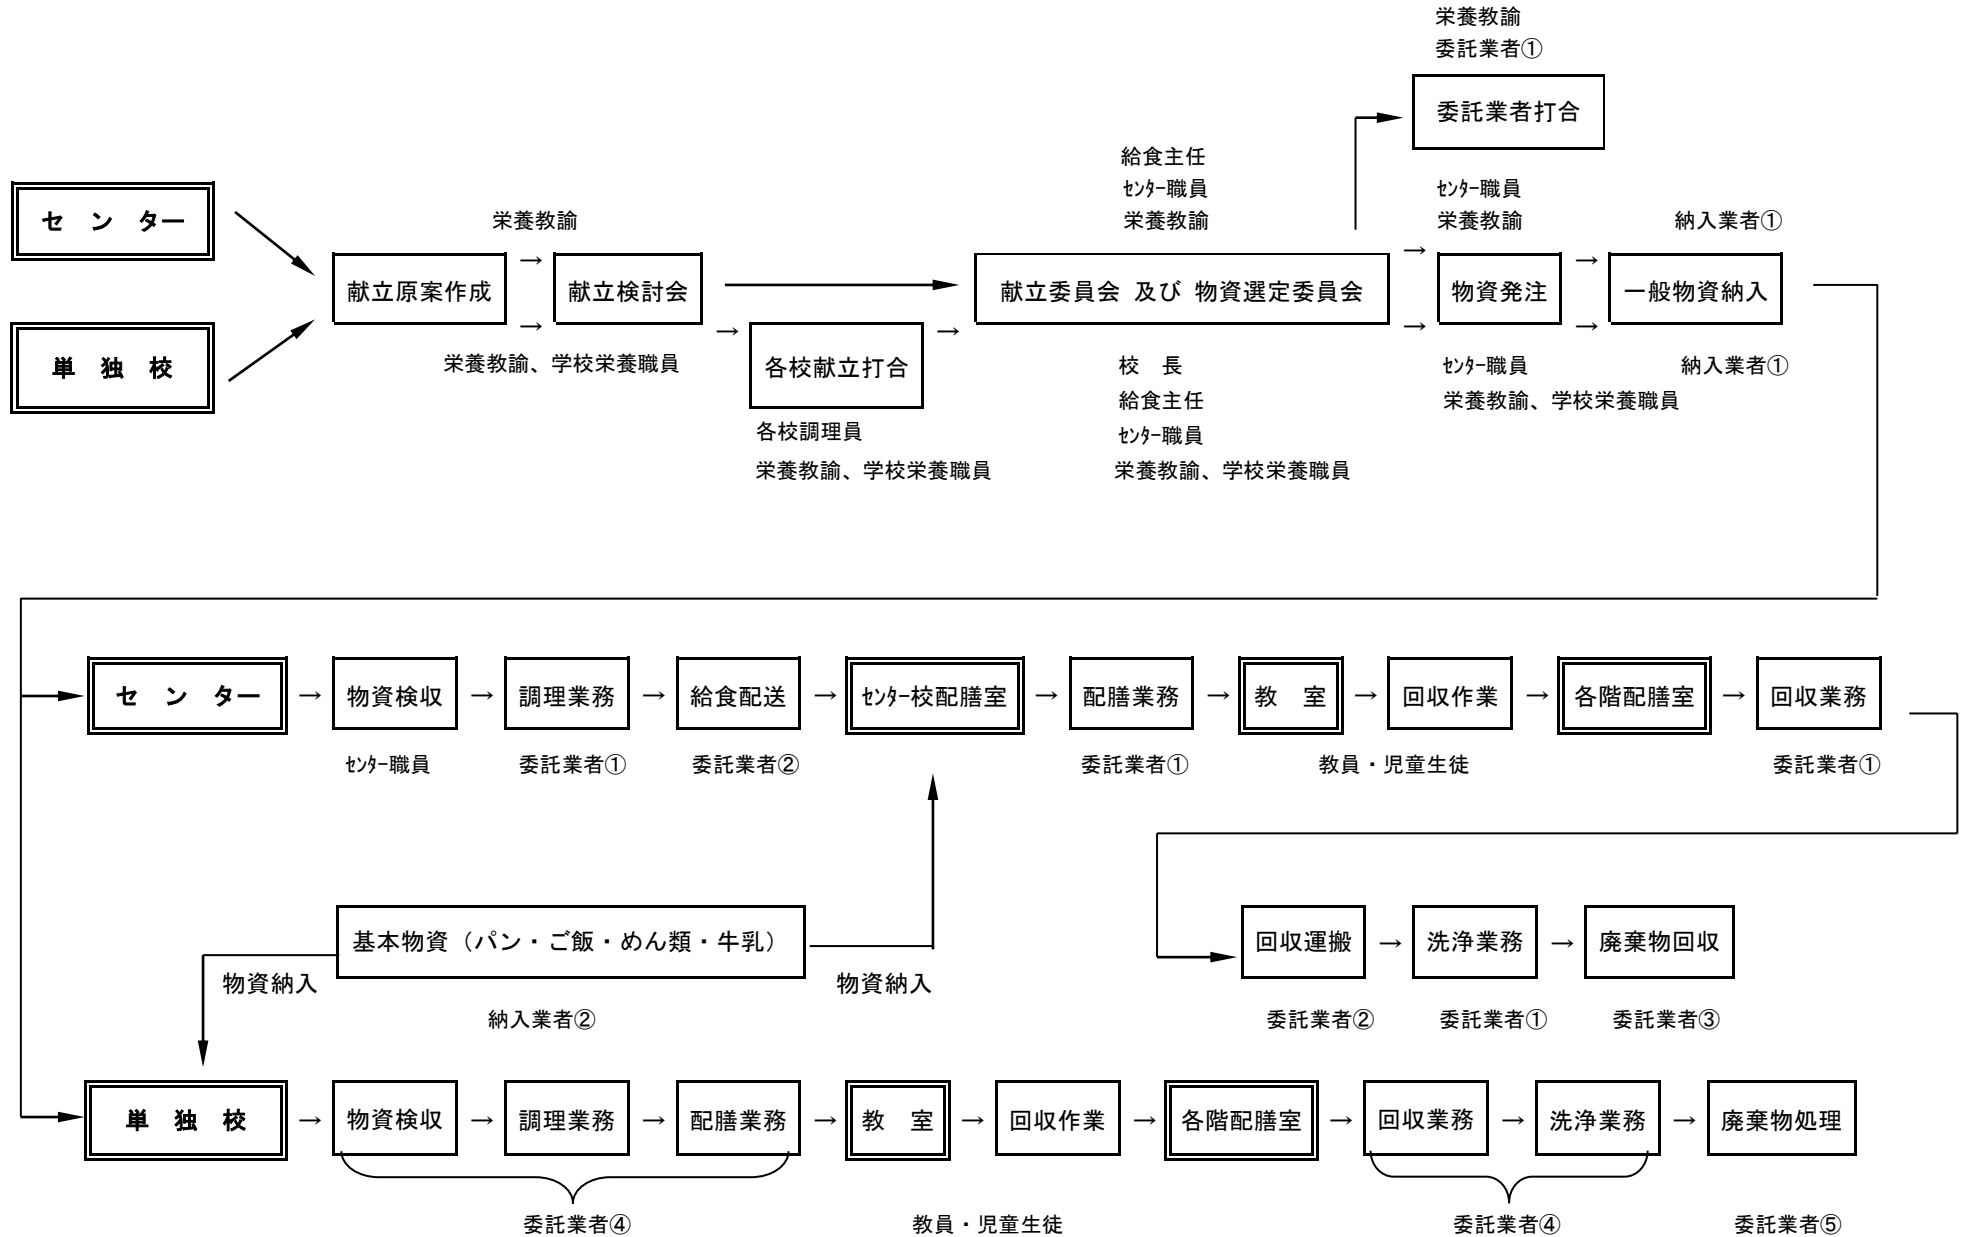 栄養教諭
委託業者①
委託業者打合
給食主任
ｾﾝﾀｰ職員
栄養教諭
ｾﾝﾀｰ職員
栄養教諭
納入業者①
セ ン ター
栄養教諭
献立原案作成
→
献立検討会
献立委員会 及び 物資選定委員会
→
物資発注
→
一般物資納入
→
→
→
単 独 校
栄養教諭、学校栄養職員
→
各校献立打合
→
各校調理員
栄養教諭、学校栄養職員
校 長
給食主任
ｾﾝﾀｰ職員
栄養教諭、学校栄養職員
ｾﾝﾀｰ職員
栄養教諭、学校栄養職員
納入業者①
セ ン ター → 物資検収 → 調理業務 → 給食配送 → ｾﾝﾀｰ校配膳室 → 配膳業務 → 教 室 → 回収作業 → 各階配膳室 → 回収業務
ｾﾝﾀｰ職員 委託業者① 委託業者② 委託業者① 教員・児童生徒 委託業者①
基本物資（パン・ご飯・めん類・牛乳）
物資納入
物資納入
納入業者②
回収運搬 → 洗浄業務 → 廃棄物回収
委託業者② 委託業者① 委託業者③
単 独 校 → 物資検収 → 調理業務 → 配膳業務 → 教 室 → 回収作業 → 各階配膳室 → 回収業務 → 洗浄業務 → 廃棄物処理
委託業者④ 教員・児童生徒 委託業者④ 委託業者⑤